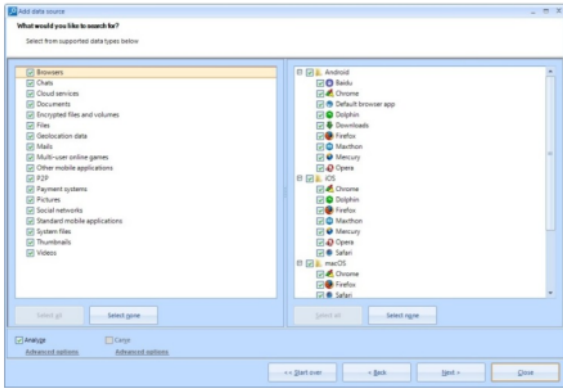 Add data source
What would you like to search for?
Select from supported data types below
Browsers
Chats
Cloud services
Documents
Encrypted files and volumes
Files
Geolocation data
Mails
Multi-user online games
Other mobile applications
P2P
Payment systems
Pictures
Social networks
Standard mobile applications
System files
Thumbnails
Videos
Select all
Select none
Android
Baidu
Chrome
Default browser app
Dolphin
Downloads
Firefox
Maxthon
Mercury
Opera
iOS
Chrome
Dolphin
Firefox
Maxthon
Mercury
Opera
Safari
macOS
Chrome
Firefox
Safari
Select all
Select none
Analyze
Carve
Advanced options
Advanced options
<< Start over
< Back
Next >
Close